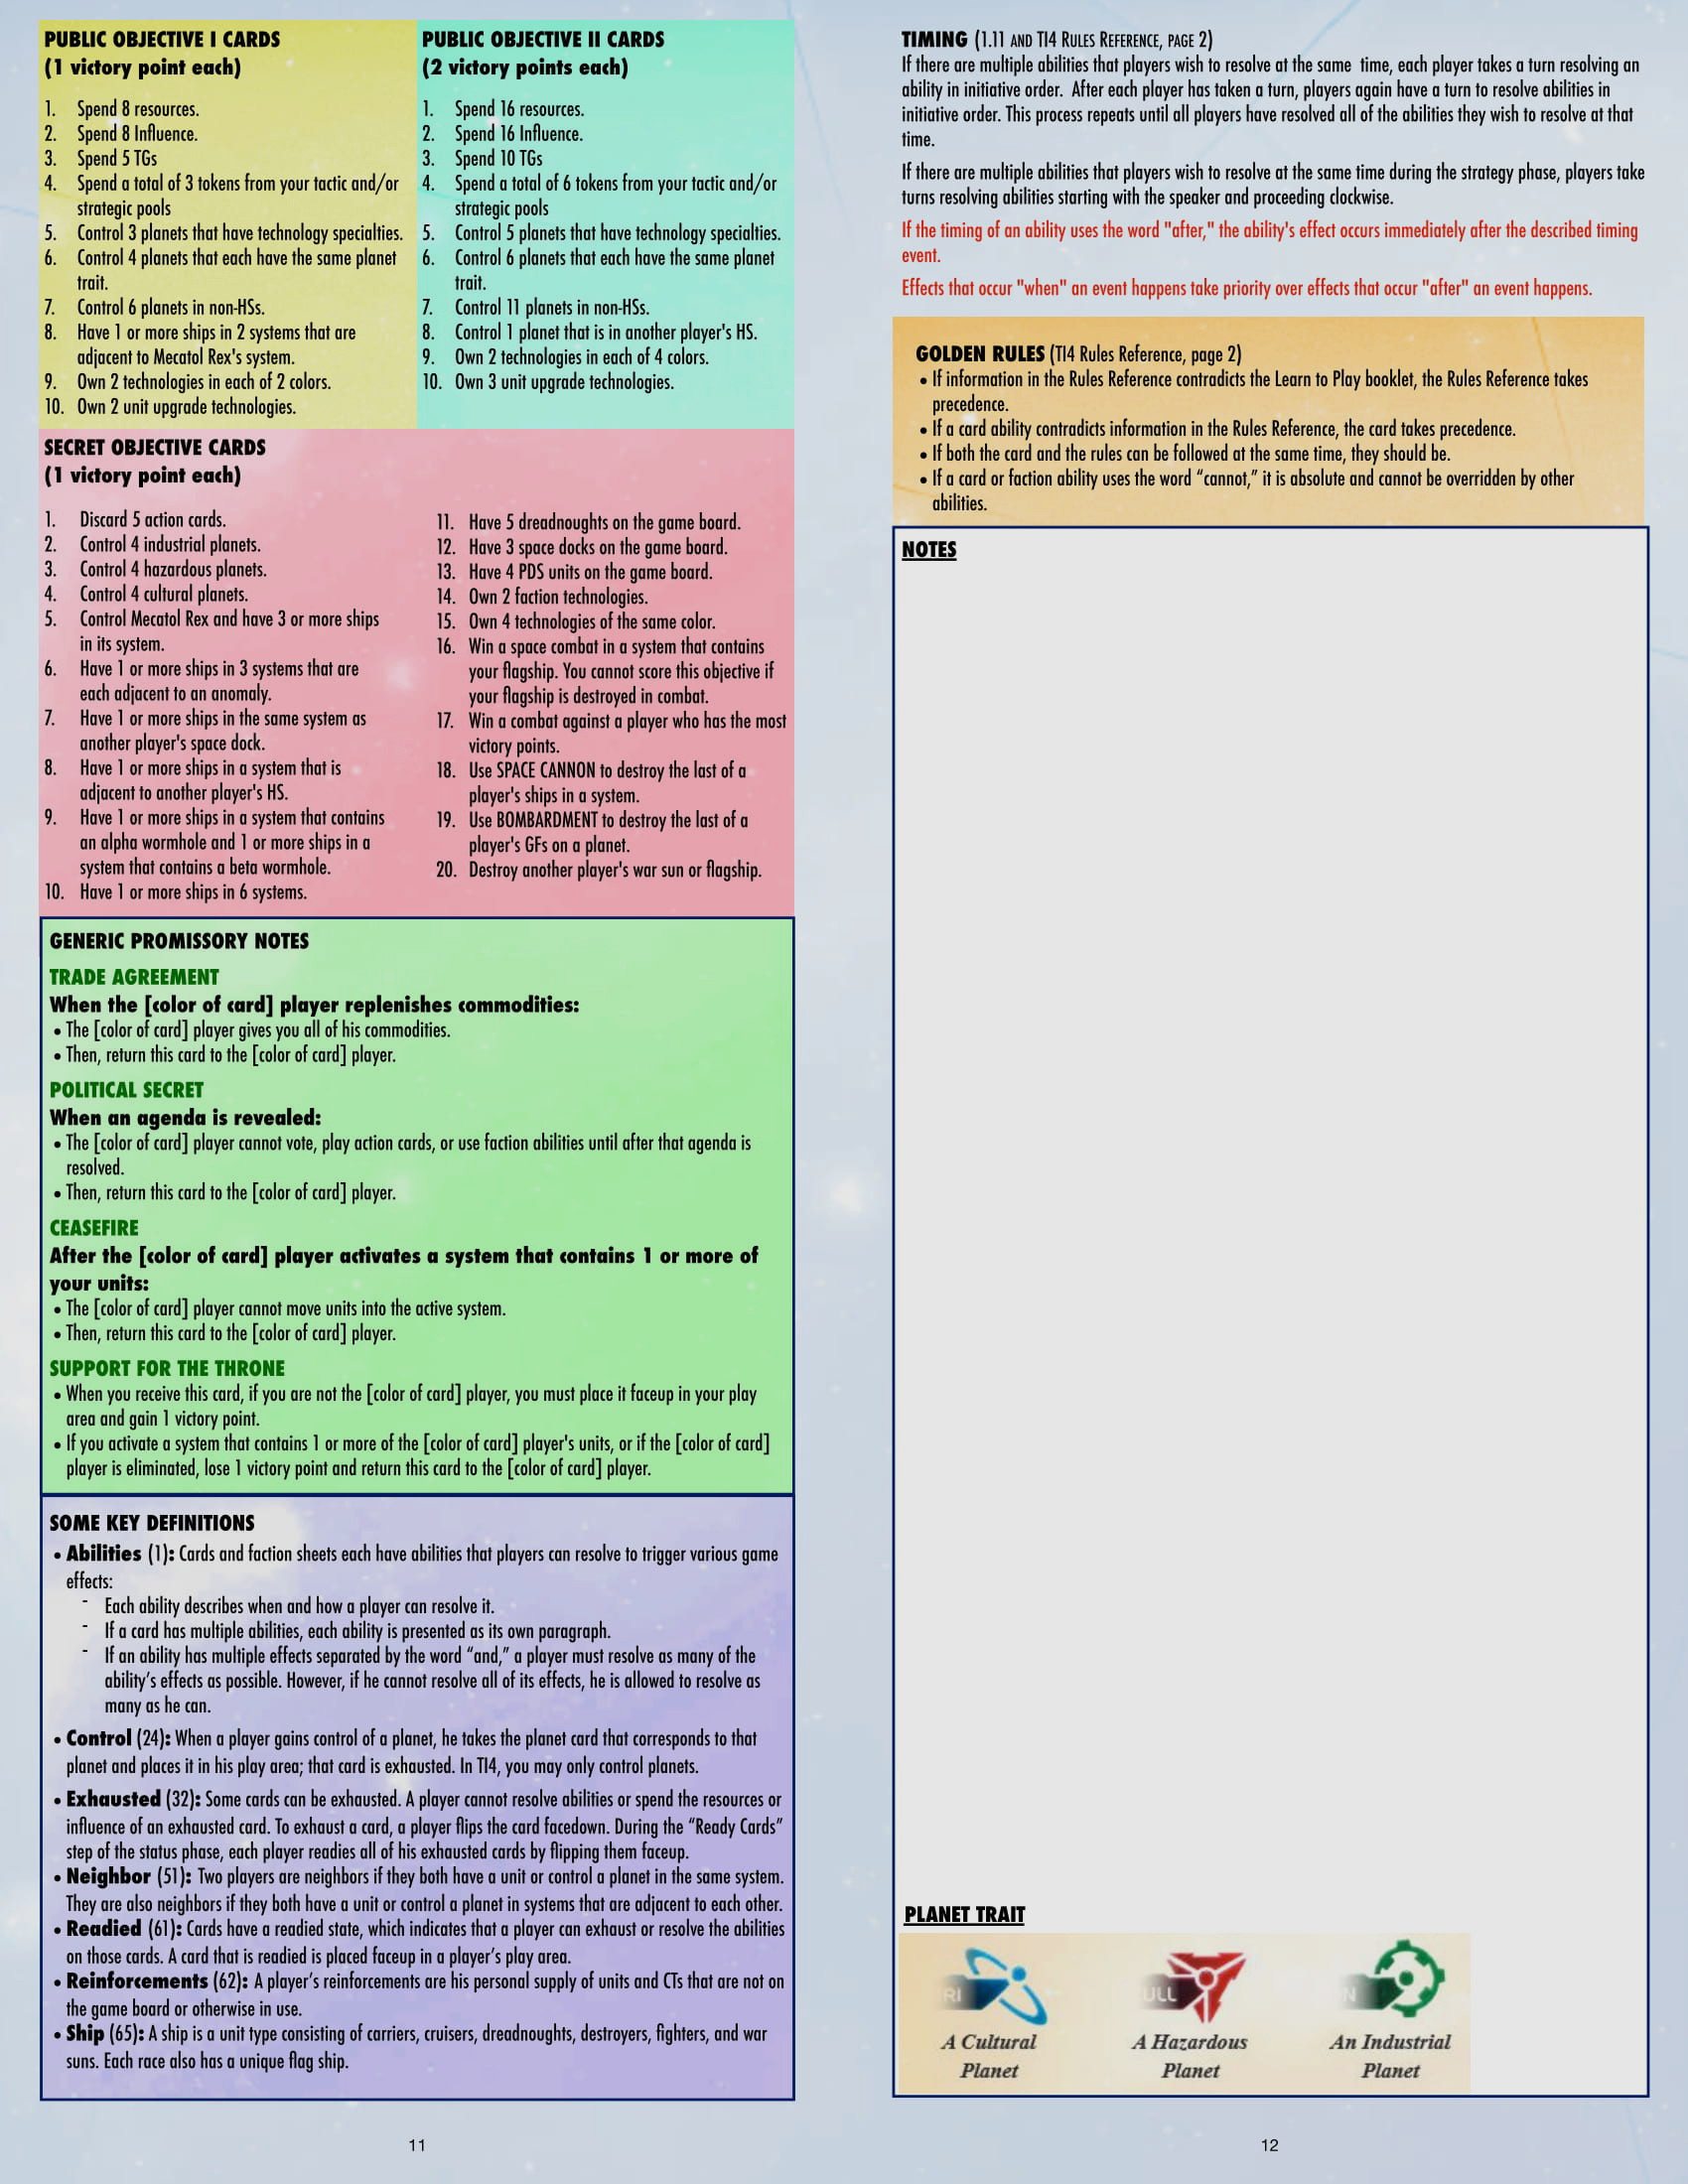 PUBLIC OBJECTIVE I CARDS
(1 victory point each)
1. Spend 8 resources.
2. Spend 8 Influence.
3. Spend 5 TGs
4. Spend a total of 3 tokens from your tactic and/or
strategic pools
5. Control 3 planets that have technology specialties.
6. Control 4 planets that each have the same planet
trait.
7. Control 6 planets in non-HSs.
8. Have 1 or more ships in 2 systems that are
adjacent to Mecatol Rex's system.
9. Own 2 technologies in each of 2 colors.
10. Own 2 unit upgrade technologies.
PUBLIC OBJECTIVE II CARDS
(2 victory points each)
1. Spend 16 resources.
2. Spend 16 Influence.
3. Spend 10 TGs
4. Spend a total of 6 tokens from your tactic and/or
strategic pools
5. Control 5 planets that have technology specialties.
6. Control 6 planets that each have the same planet
trait.
7. Control 11 planets in non-HSs.
8. Control 1 planet that is in another player's HS.
9. Own 2 technologies in each of 4 colors.
10. Own 3 unit upgrade technologies.
SECRET OBJECTIVE CARDS
(1 victory point each)
1. Discard 5 action cards.
2. Control 4 industrial planets.
3. Control 4 hazardous planets.
4. Control 4 cultural planets.
5. Control Mecatol Rex and have 3 or more ships
in its system.
6. Have 1 or more ships in 3 systems that are
each adjacent to an anomaly.
7. Have 1 or more ships in the same system as
another player's space dock.
8. Have 1 or more ships in a system that is
adjacent to another player's HS.
9. Have 1 or more ships in a system that contains
an alpha wormhole and 1 or more ships in a
system that contains a beta wormhole.
10. Have 1 or more ships in 6 systems.
11. Have 5 dreadnoughts on the game board.
12. Have 3 space docks on the game board.
13. Have 4 PDS units on the game board.
14. Own 2 faction technologies.
15. Own 4 technologies of the same color.
16. Win a space combat in a system that contains
your flagship. You cannot score this objective if
your flagship is destroyed in combat.
17. Win a combat against a player who has the most
victory points.
18. Use SPACE CANNON to destroy the last of a
player's ships in a system.
19. Use BOMBARDMENT to destroy the last of a
player's GFs on a planet.
20. Destroy another player's war sun or flagship.
GENERIC PROMISSORY NOTES
TRADE AGREEMENT
When the [color of card] player replenishes commodities:
• The [color of card] player gives you all of his commodities.
• Then, return this card to the [color of card] player.
POLITICAL SECRET
When an agenda is revealed:
• The [color of card] player cannot vote, play action cards, or use faction abilities until after that agenda is
resolved.
• Then, return this card to the [color of card] player.
CEASEFIRE
After the [color of card] player activates a system that contains 1 or more of
your units:
• The [color of card] player cannot move units into the active system.
• Then, return this card to the [color of card] player.
SUPPORT FOR THE THRONE
• When you receive this card, if you are not the [color of card] player, you must place it faceup in your play
area and gain 1 victory point.
• If you activate a system that contains 1 or more of the [color of card] player's units, or if the [color of card]
player is eliminated, lose 1 victory point and return this card to the [color of card] player.
SOME KEY DEFINITIONS
• Abilities (1): Cards and faction sheets each have abilities that players can resolve to trigger various game
effects:
- Each ability describes when and how a player can resolve it.
- If a card has multiple abilities, each ability is presented as its own paragraph.
- If an ability has multiple effects separated by the word “and,” a player must resolve as many of the
ability’s effects as possible. However, if he cannot resolve all of its effects, he is allowed to resolve as
many as he can.
• Control (24): When a player gains control of a planet, he takes the planet card that corresponds to that
planet and places it in his play area; that card is exhausted. In TI4, you may only control planets.
• Exhausted (32): Some cards can be exhausted. A player cannot resolve abilities or spend the resources or
influence of an exhausted card. To exhaust a card, a player flips the card facedown. During the “Ready Cards”
step of the status phase, each player readies all of his exhausted cards by flipping them faceup.
• Neighbor (51): Two players are neighbors if they both have a unit or control a planet in the same system.
They are also neighbors if they both have a unit or control a planet in systems that are adjacent to each other.
• Readied (61): Cards have a readied state, which indicates that a player can exhaust or resolve the abilities
on those cards. A card that is readied is placed faceup in a player’s play area.
• Reinforcements (62): A player’s reinforcements are his personal supply of units and CTs that are not on
the game board or otherwise in use.
• Ship (65): A ship is a unit type consisting of carriers, cruisers, dreadnoughts, destroyers, fighters, and war
suns. Each race also has a unique flag ship.
11
TIMING (1.11 AND TI4 RULES REFERENCE, PAGE 2)
If there are multiple abilities that players wish to resolve at the same time, each player takes a turn resolving an
ability in initiative order. After each player has taken a turn, players again have a turn to resolve abilities in
initiative order. This process repeats until all players have resolved all of the abilities they wish to resolve at that
time.
If there are multiple abilities that players wish to resolve at the same time during the strategy phase, players take
turns resolving abilities starting with the speaker and proceeding clockwise.
If the timing of an ability uses the word "after," the ability's effect occurs immediately after the described timing
event.
Effects that occur "when" an event happens take priority over effects that occur "after" an event happens.
GOLDEN RULES (TI4 Rules Reference, page 2)
• If information in the Rules Reference contradicts the Learn to Play booklet, the Rules Reference takes
precedence.
• If a card ability contradicts information in the Rules Reference, the card takes precedence.
• If both the card and the rules can be followed at the same time, they should be.
• If a card or faction ability uses the word “cannot,” it is absolute and cannot be overridden by other
abilities.
NOTES
PLANET TRAIT
RI
ULL
N
A Cultural
Planet
A Hazardous
Planet
An Industrial
Planet
12